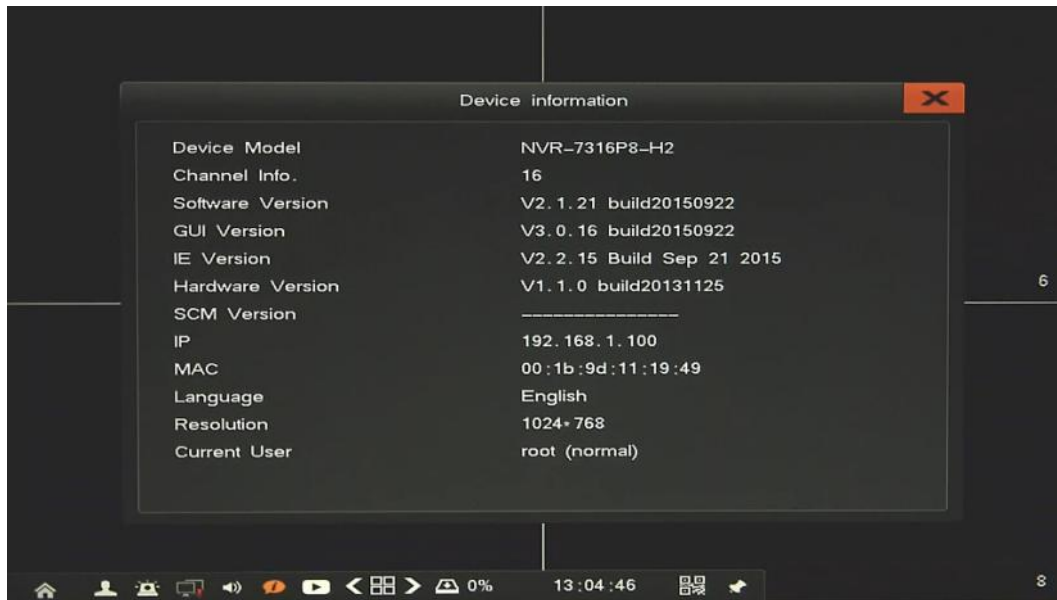 Device information
Device Model NVR-7316P8-H2
Channel Info. 16
Software Version V2.1.21 build20150922
GUI Version V3.0.16 build20150922
IE Version V2.2.15 Build Sep 21 2015
Hardware Version V1.1.0 build20131125
6
SCM Version ---------------
IP 192.168.1.100
MAC 00:1b:9d:11:19:49
Language English
Resolution 1024*768
Current User root (normal)
0% 13:04:46
8